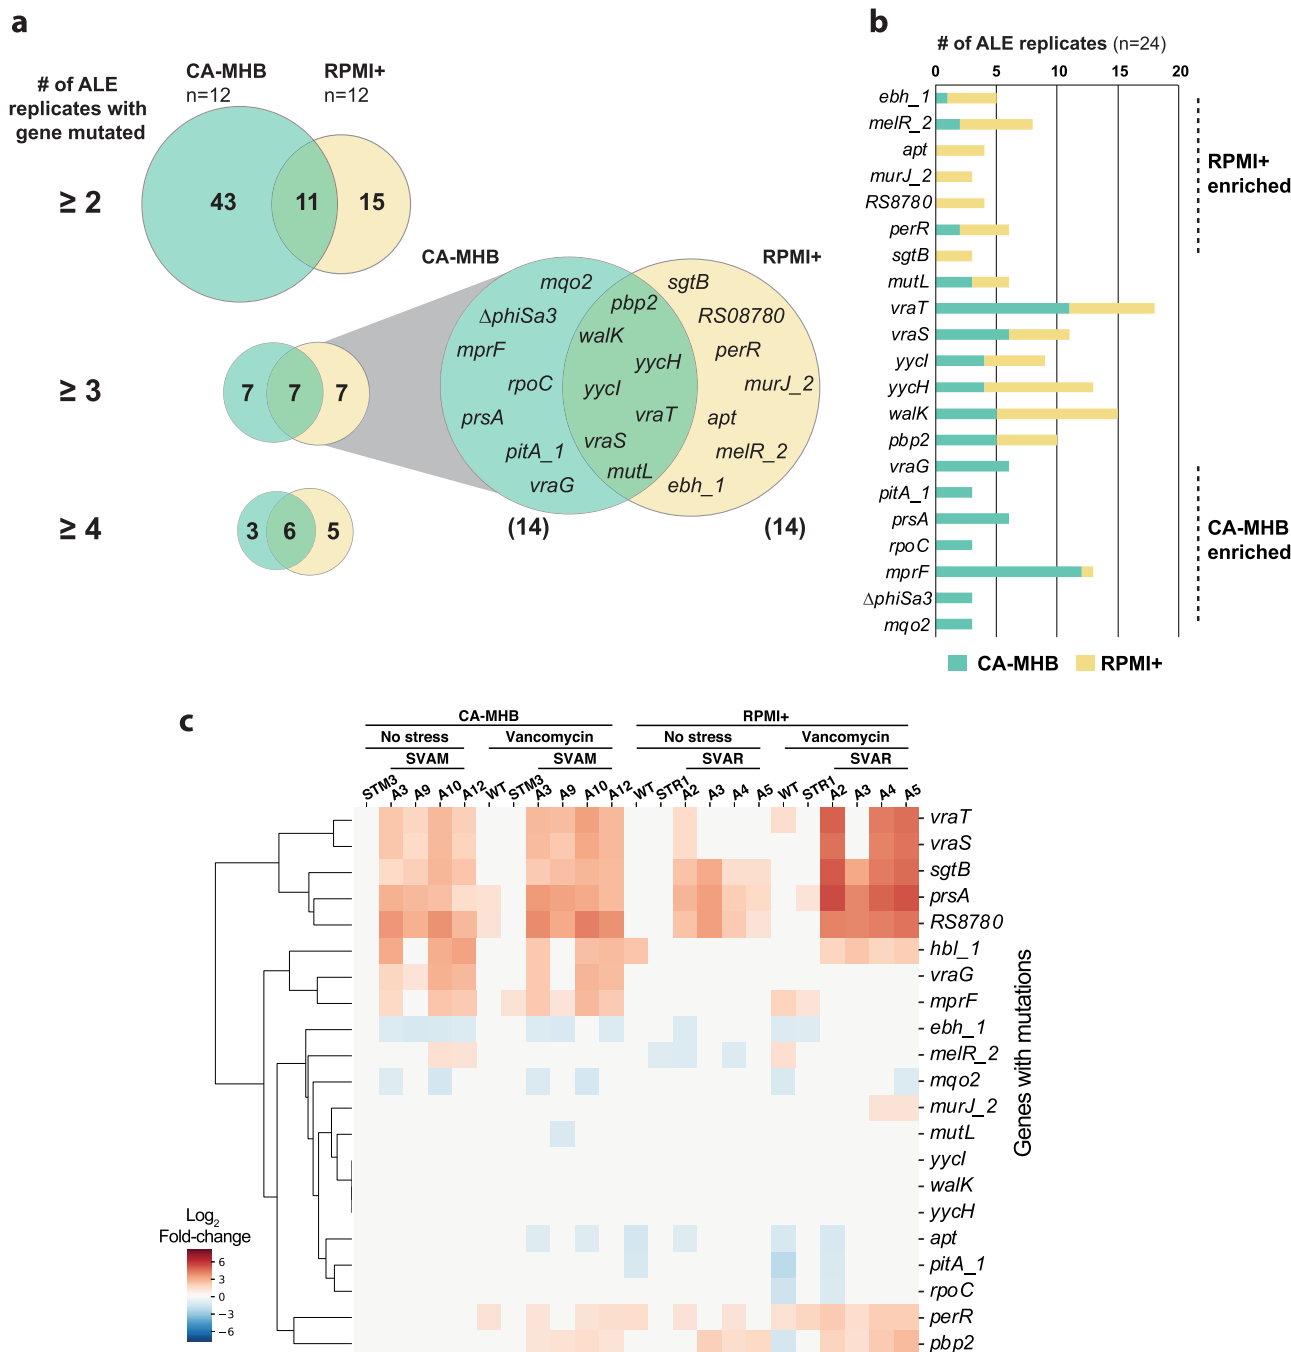 a
# of ALE
replicates with
gene mutated
CA-MHB
n=12
RPMI+
n=12
≥ 2
43
11
15
≥ 3
7
7
7
≥ 4
3
6
5
CA-MHB
RPMI+
mqo2
ΔphiSa3
mprF
rpoC
prsA
pitA_1
vraG
pbp2
walK
yycH
yycI
vraT
vraS
mutL
sgtB
RS08780
perR
murJ_2
apt
melR_2
ebh_1
(14)
(14)
b
# of ALE replicates (n=24)
0 5 10 15 20
ebh_1
melR_2
apt
murJ_2
RS8780
perR
sgtB
mutL
vraT
vraS
yycI
yycH
walK
pbp2
vraG
pitA_1
prsA
rpoC
mprF
ΔphiSa3
mqo2
RPMI+
enriched
CA-MHB
enriched
CA-MHB RPMI+
c
CA-MHB RPMI+
No stress Vancomycin No stress Vancomycin
SVAM SVAM SVAR SVAR
STM3 A3 A9 A10 A12 WT STM3 A3 A9 A10 A12 WT STR1 A2 A3 A4 A5 WT STR1 A2 A3 A4 A5
vraT
vraS
sgtB
prsA
RS8780
hbl_1
vraG
mprF
ebh_1
melR_2
mqo2
murJ_2
mutL
yycI
walK
yycH
apt
pitA_1
rpoC
perR
pbp2
Genes with mutations
Log2
Fold-change
6
3
0
−3
−6